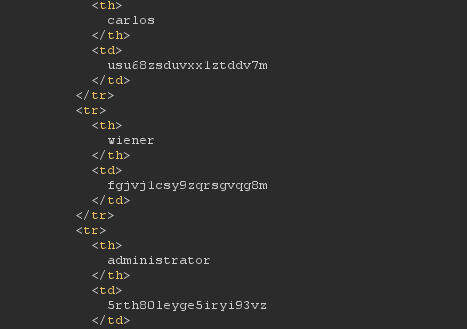 <th>
carlos
</th>
<td>
usu68zsduvxx1ztddv7m
</td>
</tr>
<tr>
<th>
wiener
</th>
<td>
fgjvj1csy9zqrsgvqg8m
</td>
</tr>
<tr>
<th>
administrator
</th>
<td>
5rth80leyge5iryi93vz
</td>